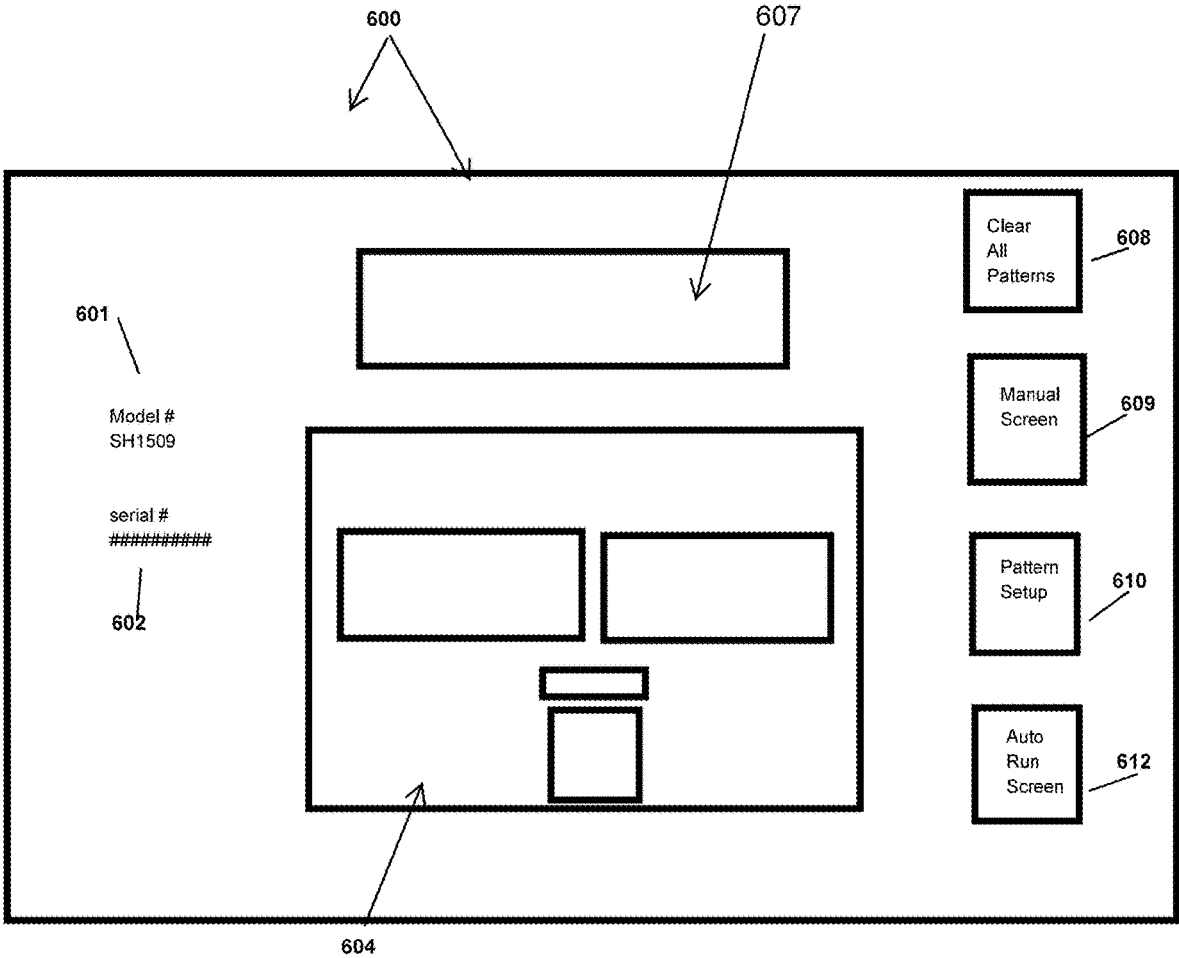 600
607
Clear
All
Patterns
608
601
Model #
SH1509
Manual
Screen
609
serial #
##########
602
Pattern
Setup
610
Auto
Run
Screen
612
604